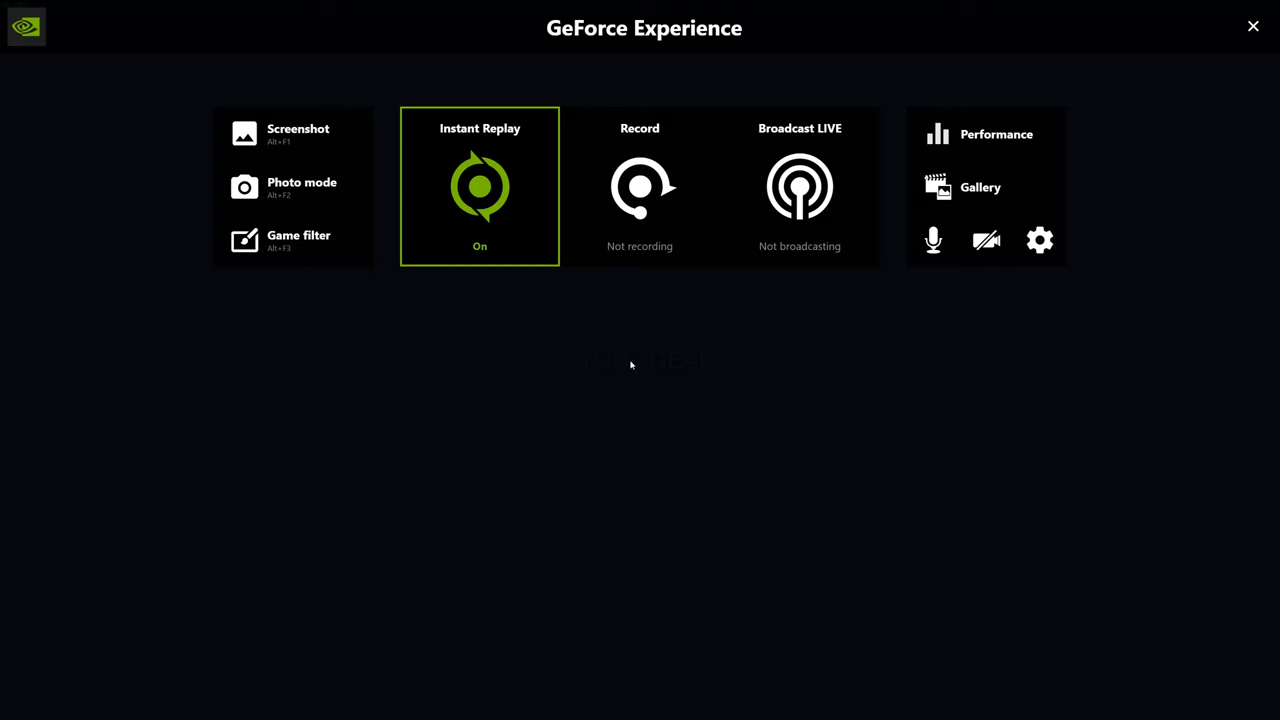 GeForce Experience
Screenshot
Alt+F1
Photo mode
Alt+F2
Game filter
Alt+F3
Instant Replay
On
Record
Not recording
Broadcast LIVE
Not broadcasting
Performance
Gallery